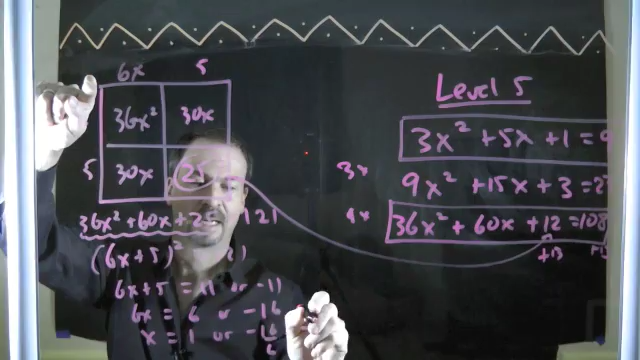 6x 5
36x² 30x
5 30x 25
36x² + 60x + 25 121
(6x + 5)²
6x + 5 = 11 or -11
6x = 6 or -16
x = 1 or -16
6
Level 5
3x² + 5x + 1 = 9
3x 9x² + 15x + 3 = 27
4x 36x² + 60x + 12 = 108
+13